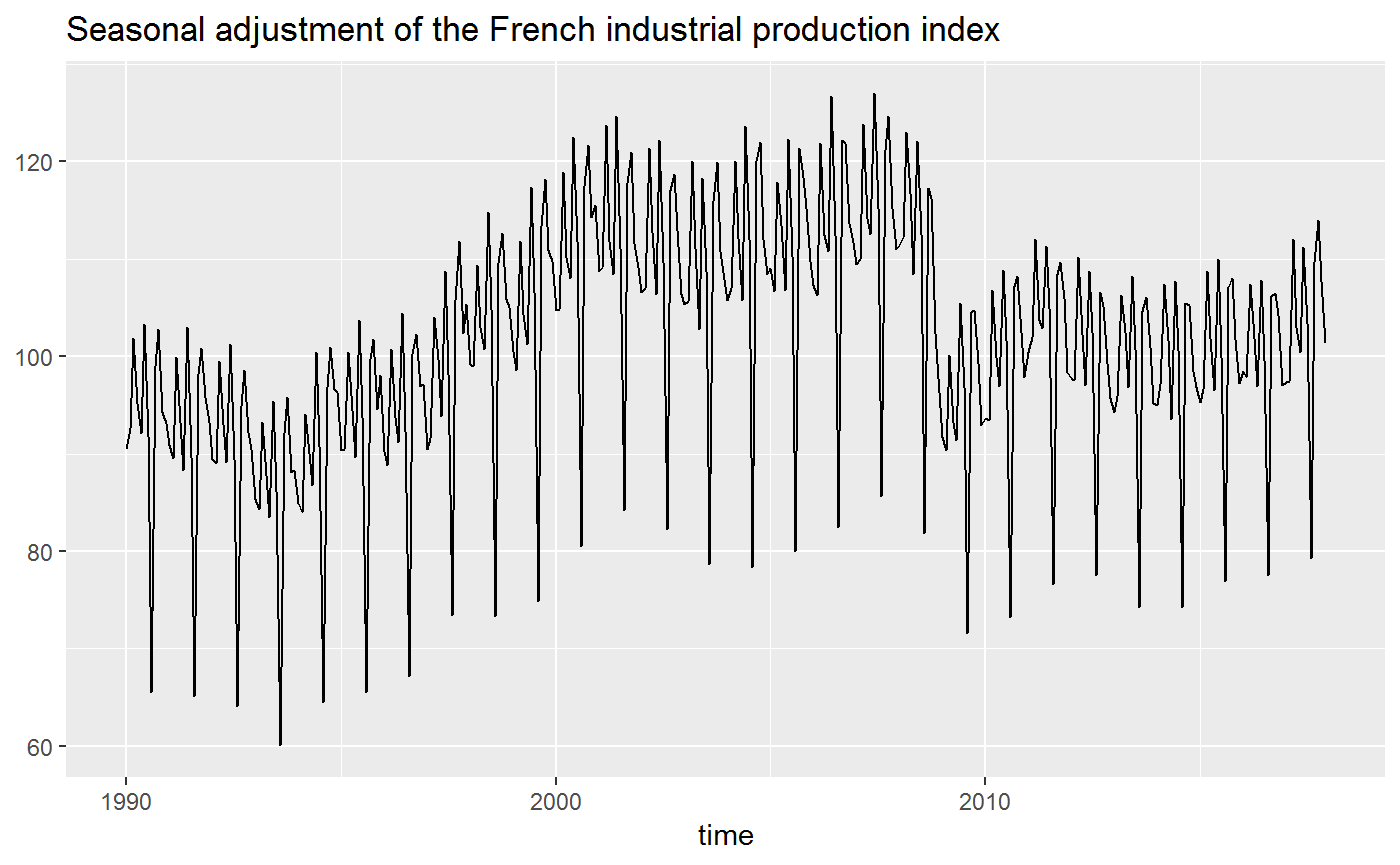 Seasonal adjustment of the French industrial production index
120
100
80
60
1990 2000 2010
time